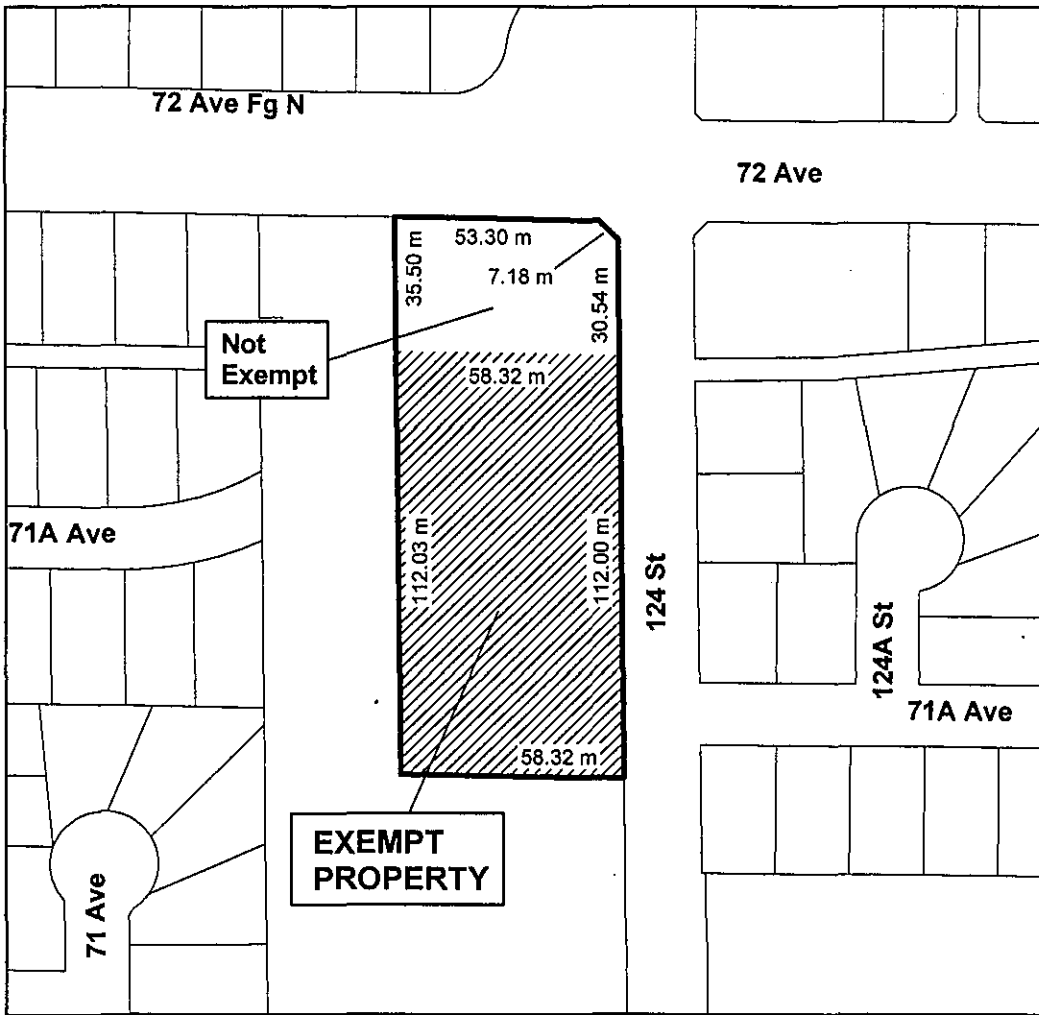 72 Ave Fg N
72 Ave
53.30 m
35.50 m
7.18 m
30.54 m
Not
Exempt
58.32 m
71A Ave
112.03 m
112.00 m
124 St
124A St
71A Ave
58.32 m
EXEMPT
PROPERTY
71 Ave